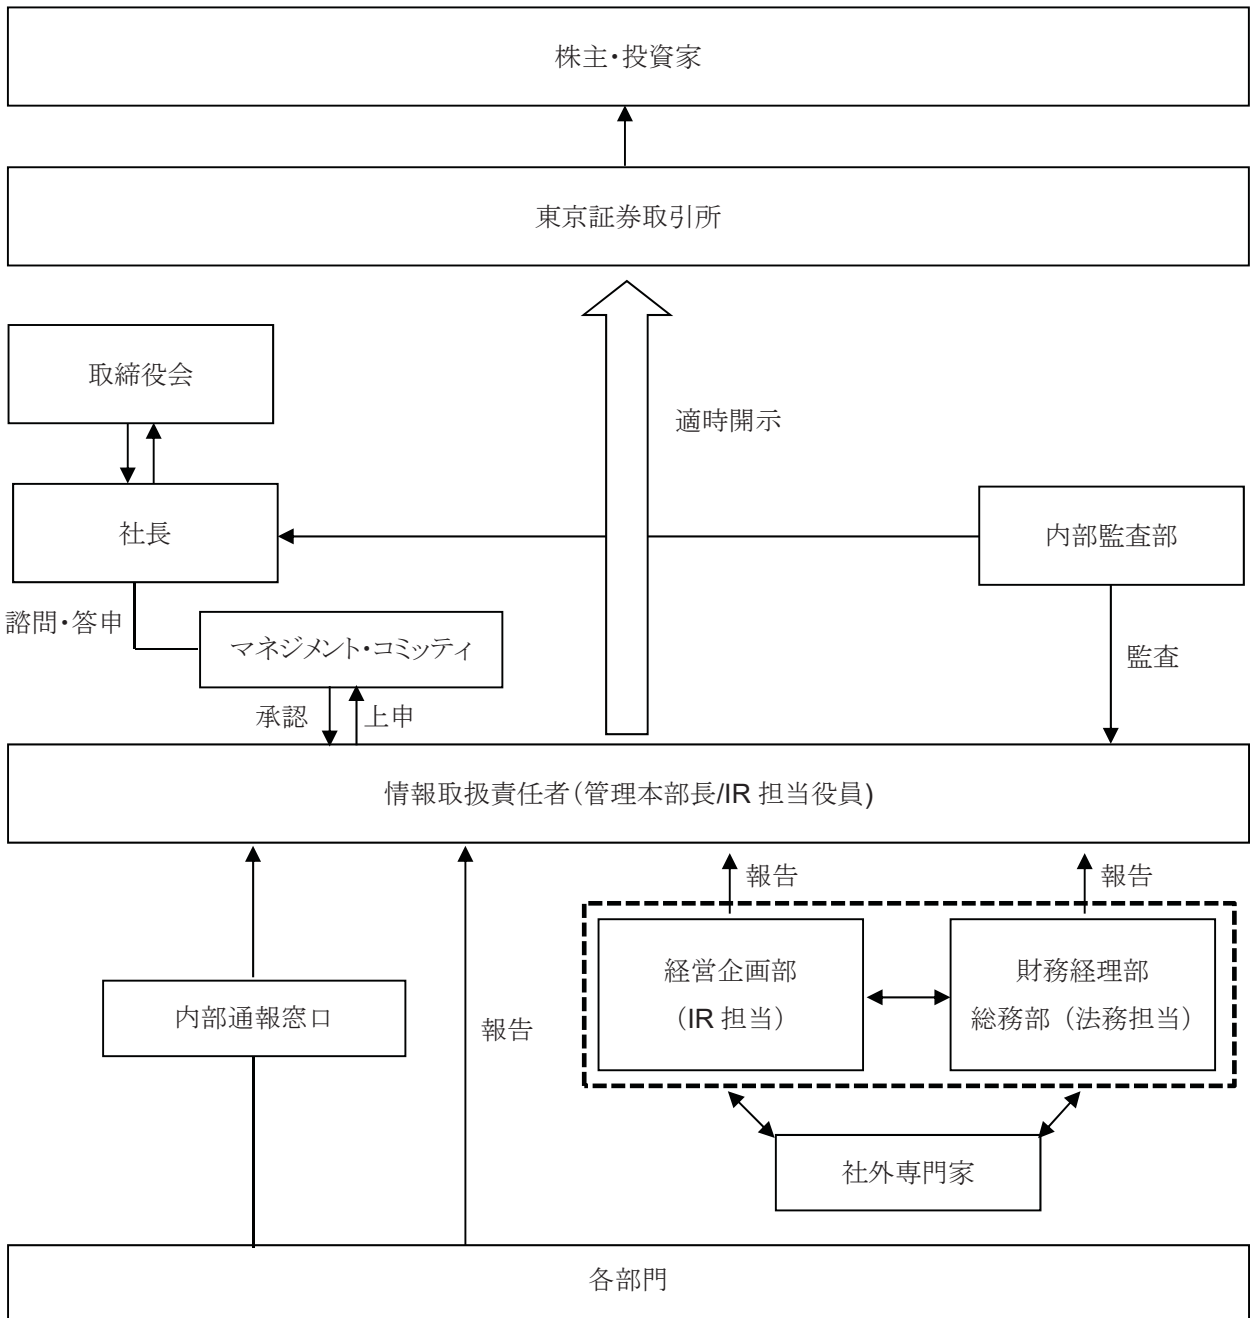 株主・投資家
東京証券取引所
取締役会
適時開示
社長
内部監査部
諮問・答申
マネジメント・コミッティ
監査
承認
上申
情報取扱責任者(管理本部長/IR 担当役員)
報告
報告
経営企画部
(IR 担当)
財務経理部
総務部(法務担当)
内部通報窓口
報告
社外専門家
各部門